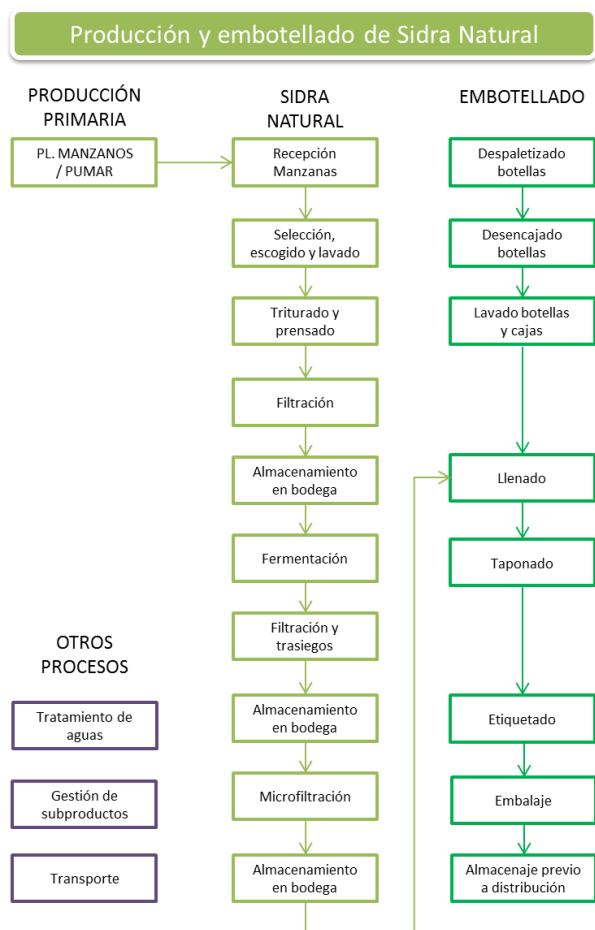 Producción y embotellado de Sidra Natural
PRODUCCIÓN
PRIMARIA
PL. MANZANOS
/ PUMAR
SIDRA
NATURAL
Recepción
Manzanas
Selección,
escogido y lavado
Triturado y
prensado
Filtración
Almacenamiento
en bodega
Fermentación
Filtración y
trasiegos
Almacenamiento
en bodega
Microfiltración
Almacenamiento
en bodega
EMBOTELLADO
Despaletizado
botellas
Desencajado
botellas
Lavado botellas
y cajas
Llenado
Taponado
Etiquetado
Embalaje
Almacenaje previo
a distribución
OTROS
PROCESOS
Tratamiento de
aguas
Gestión de
subproductos
Transporte